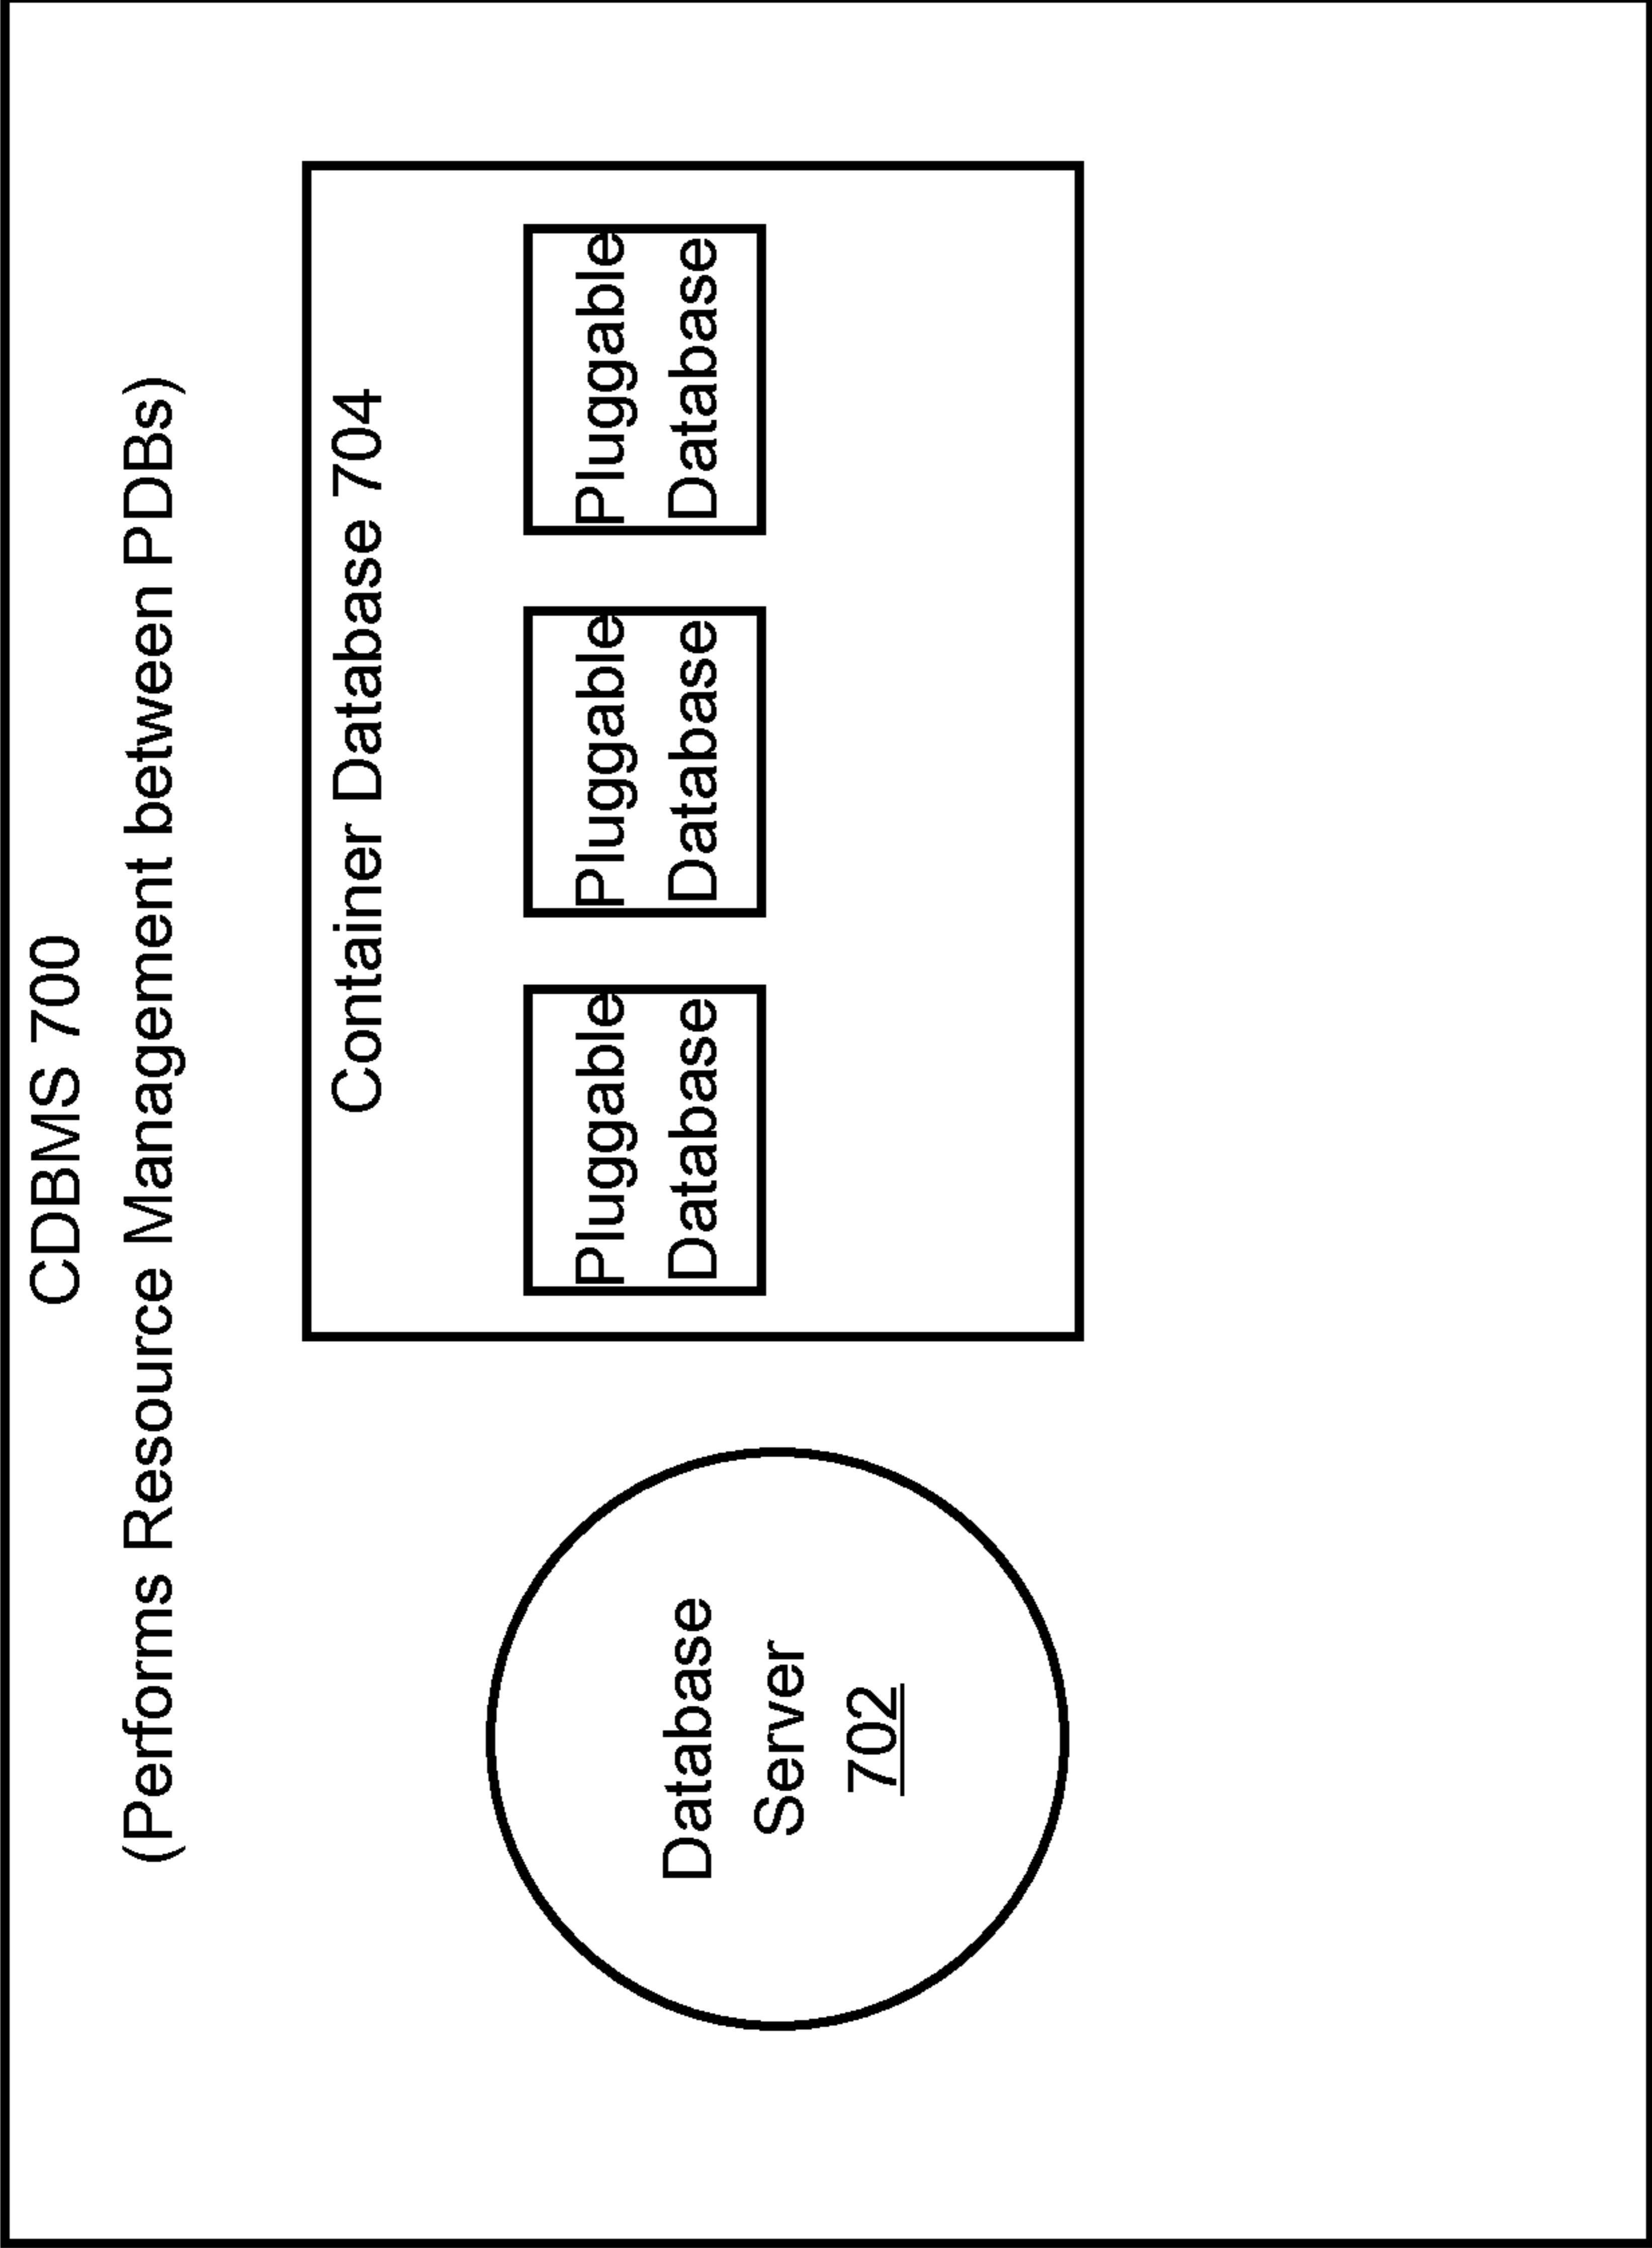 CDBMS 700
(Performs Resource Management between PDBs)
Container Database 704
Database
Server
702
Pluggable
Database
Pluggable
Database
Pluggable
Database